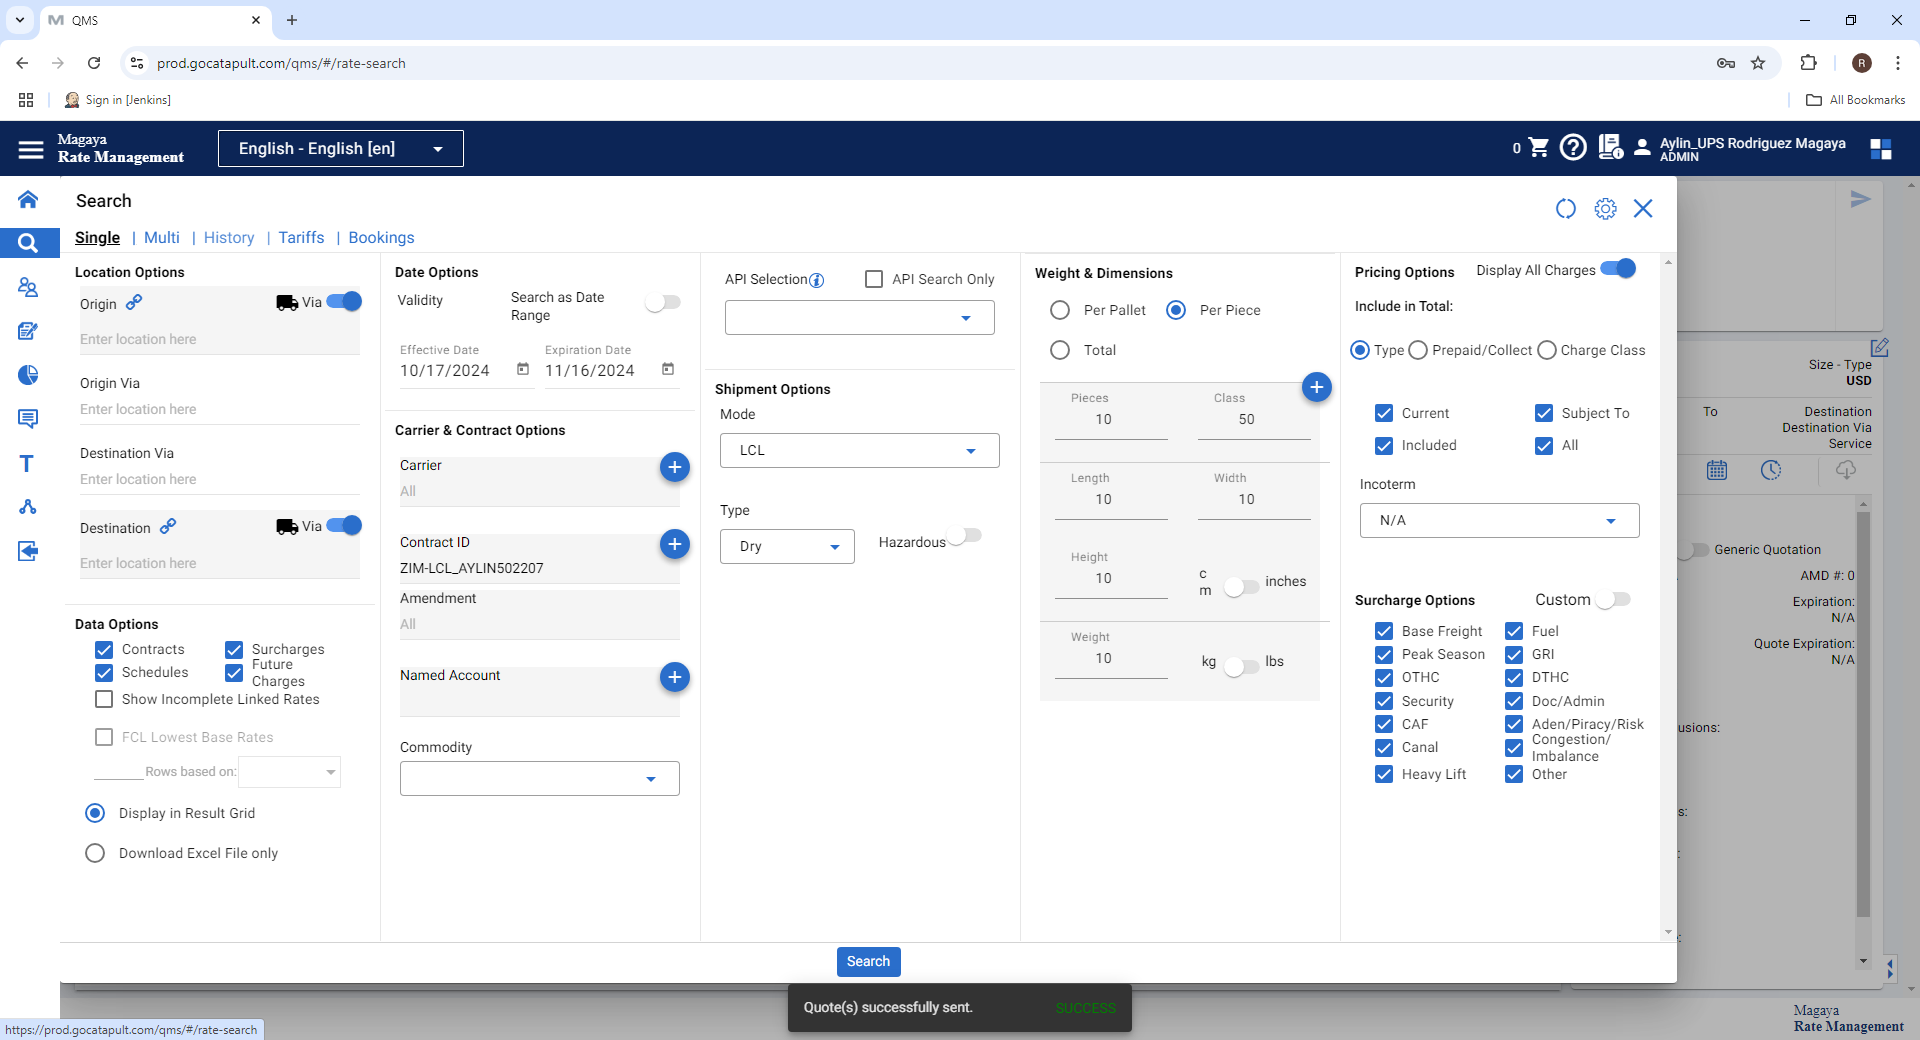 QMS
prod.gocatapult.com/qms/#/rate-search
R
Sign in [Jenkins]
All Bookmarks
Magaya
Rate Management
English - English [en]
0
Aylin_UPS Rodriguez Magaya
ADMIN
Search
Single | Multi | History | Tariffs | Bookings
Location Options
Origin
Via
Enter location here
Origin Via
Enter location here
Destination Via
Enter location here
Destination
Via
Enter location here
Data Options
Contracts
Surcharges
Schedules
Future
Charges
Show Incomplete Linked Rates
FCL Lowest Base Rates
Rows based on:
Display in Result Grid
Download Excel File only
Date Options
Validity
Search as Date
Range
Effective Date
10/17/2024
Expiration Date
11/16/2024
Carrier & Contract Options
Carrier
All
Contract ID
ZIM-LCL_AYLIN502207
Amendment
All
Named Account
Commodity
API Selection
API Search Only
Shipment Options
Mode
LCL
Type
Dry
Hazardous
Weight & Dimensions
Per Pallet
Per Piece
Total
Pieces
10
Class
50
Length
10
Width
10
Height
10
c
m
inches
Weight
10
kg
lbs
Pricing Options
Display All Charges
Include in Total:
Type
Prepaid/Collect
Charge Class
Current
Subject To
Included
All
Incoterm
N/A
Surcharge Options
Custom
Base Freight
Fuel
Peak Season
GRI
OTHC
DTHC
Security
Doc/Admin
CAF
Aden/Piracy/Risk
Canal
Congestion/
Imbalance
Heavy Lift
Other
Search
Size - Type
USD
To
Destination
Destination Via
Service
Generic Quotation
AMD #: 0
Expiration:
N/A
Quote Expiration:
N/A
usions:
s:
:
:
Quote(s) successfully sent.
SUCCESS
https://prod.gocatapult.com/qms/#/rate-search
Magaya
Rate Management